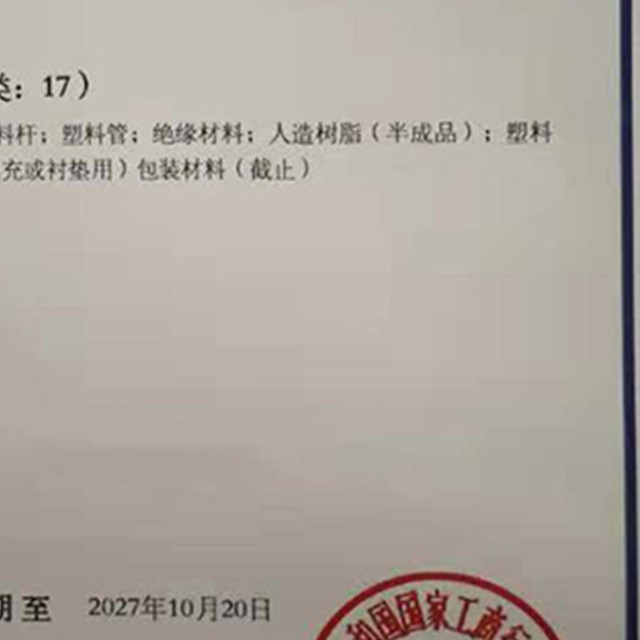 类：17）
料杆；塑料管；绝缘材料；人造树脂（半成品）；塑料
充或衬垫用）包装材料（截止）
期至 2027年10月20日
和国国家工商行